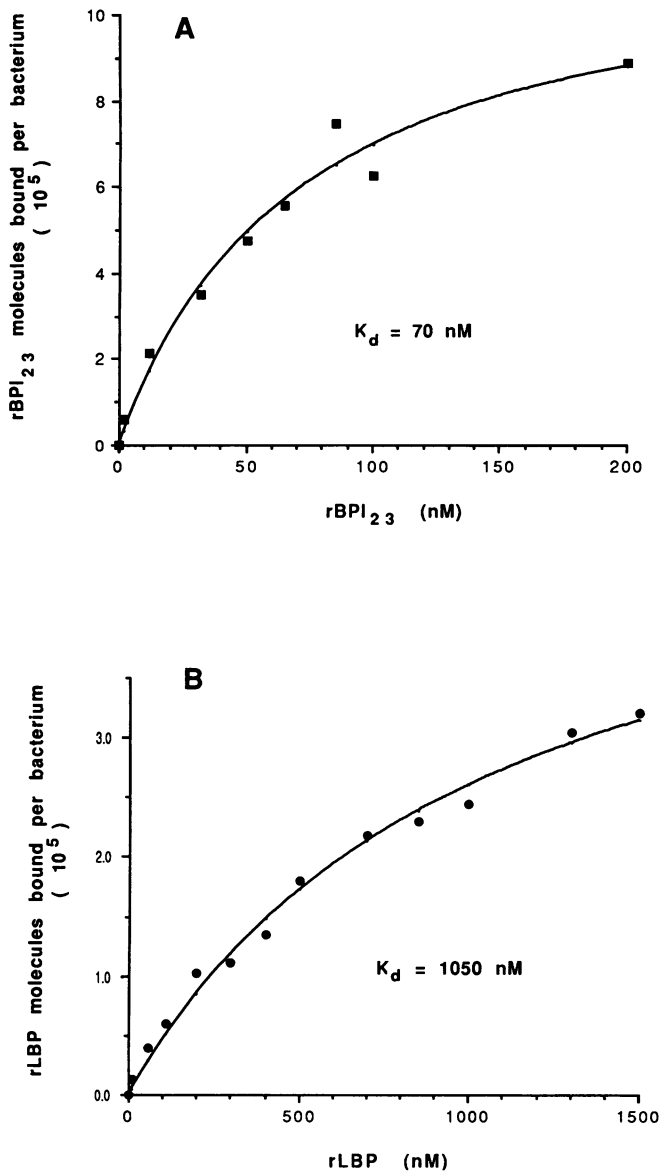 A
rBPI23 molecules bound per bacterium
( 10^5 )
10
8
6
4
2
0
Kd = 70 nM
0 50 100 150 200
rBPI23 (nM)
B
rLBP molecules bound per bacterium
( 10^5 )
3.0
2.0
1.0
0.0
Kd = 1050 nM
0 500 1000 1500
rLBP (nM)